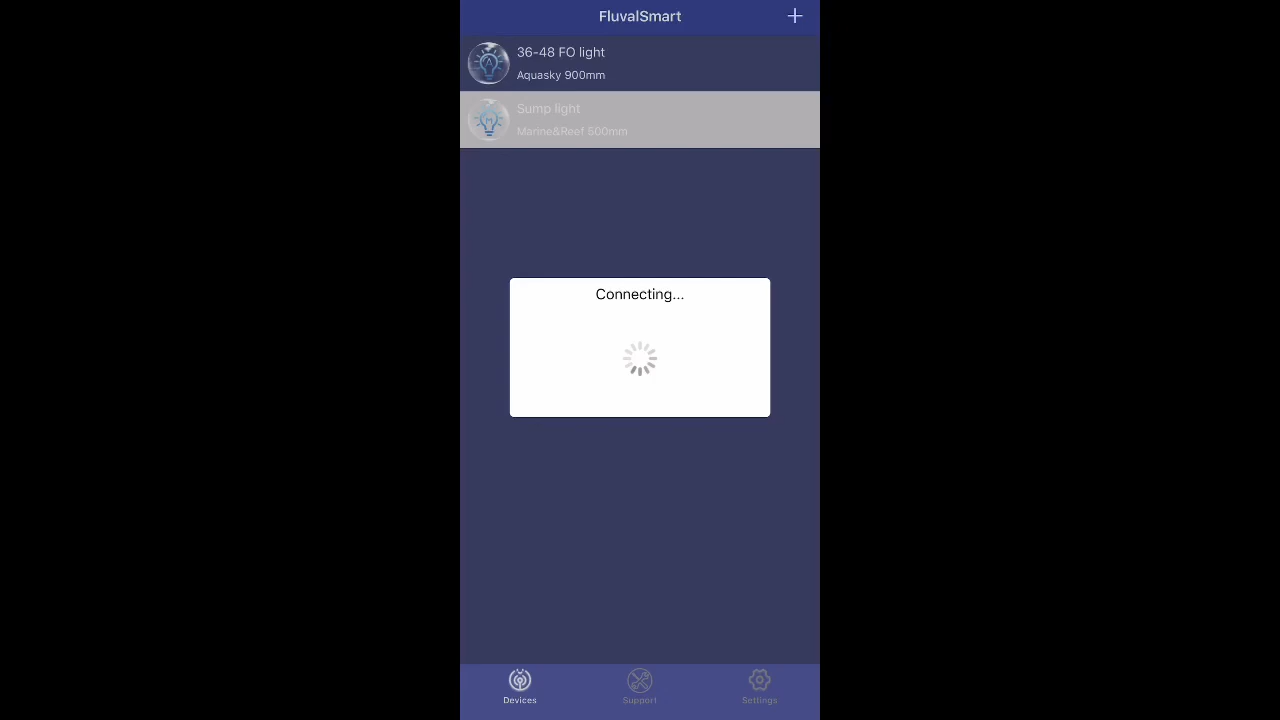 FluvalSmart
36-48 FO light
Aquasky 900mm
Sump light
Marine&Reef 500mm
Connecting...
Devices
Support
Settings